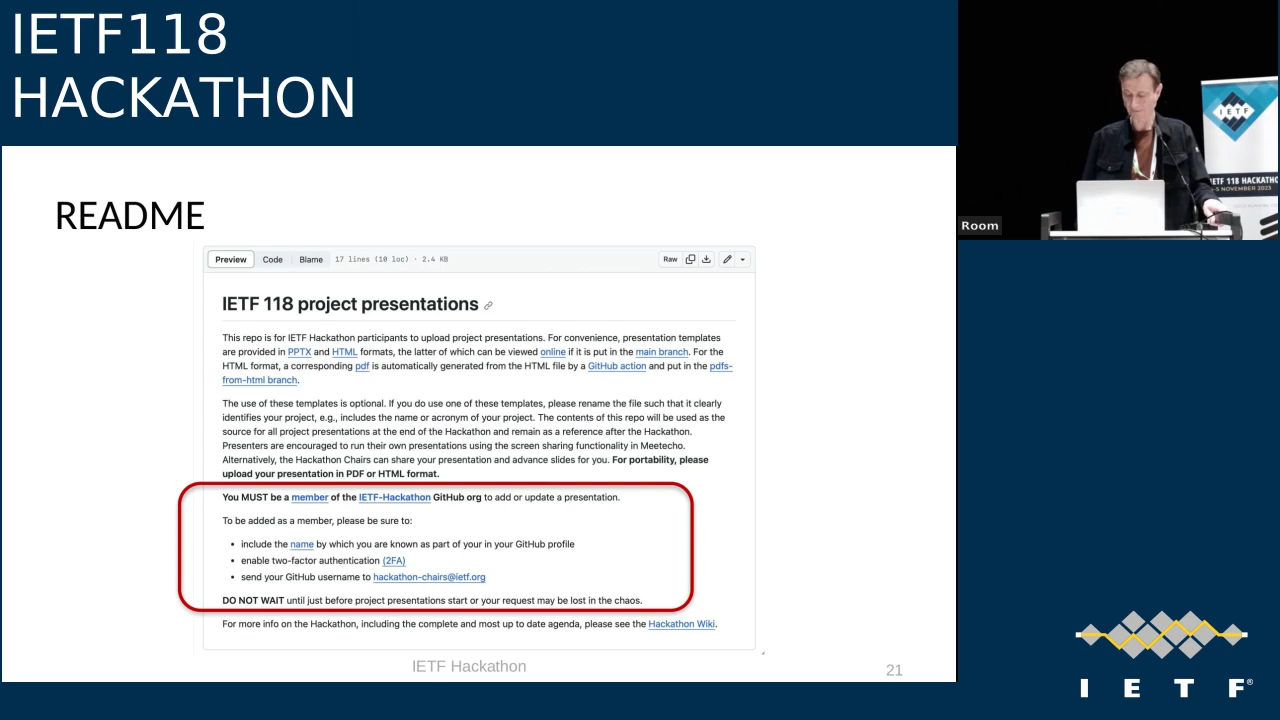 IETF118
HACKATHON
README
Preview Code Blame 17 lines (10 loc) · 2.4 KB Raw
IETF 118 project presentations
This repo is for IETF Hackathon participants to upload project presentations. For convenience, presentation templates
are provided in PPTX and HTML formats, the latter of which can be viewed online if it is put in the main branch. For the
HTML format, a corresponding pdf is automatically generated from the HTML file by a GitHub action and put in the pdfs-
from-html branch.
The use of these templates is optional. If you do use one of these templates, please rename the file such that it clearly
identifies your project, e.g., includes the name or acronym of your project. The contents of this repo will be used as the
source for all project presentations at the end of the Hackathon and remain as a reference after the Hackathon.
Presenters are encouraged to run their own presentations using the screen sharing functionality in Meetecho.
Alternatively, the Hackathon Chairs can share your presentation and advance slides for you. For portability, please
upload your presentation in PDF or HTML format.
You MUST be a member of the IETF-Hackathon GitHub org to add or update a presentation.
To be added as a member, please be sure to:
• include the name by which you are known as part of your in your GitHub profile
• enable two-factor authentication (2FA)
• send your GitHub username to hackathon-chairs@ietf.org
DO NOT WAIT until just before project presentations start or your request may be lost in the chaos.
For more info on the Hackathon, including the complete and most up to date agenda, please see the Hackathon Wiki.
IETF Hackathon
21
IETF
IETF 118 HACKATHO
NOVEMBER 2023
Room
I E T F®